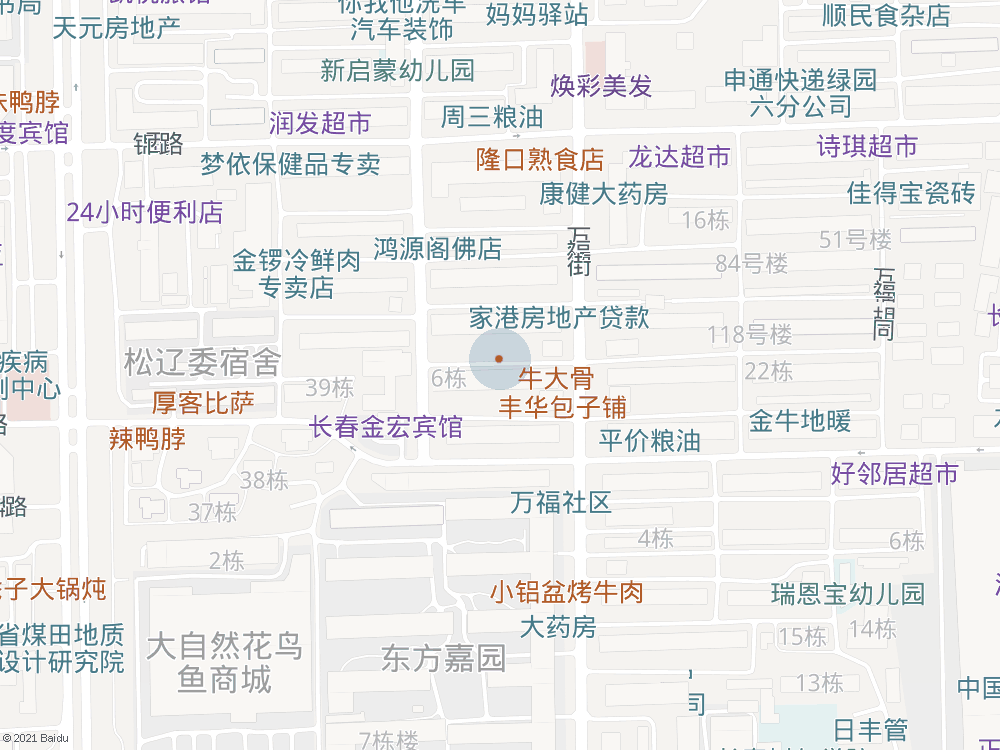 天元房地产
你我他洗车
汽车装饰
妈妈驿站
顺民食杂店
新启蒙幼儿园
焕彩美发
申通快递绿园
六分公司
鸭脖
度宾馆
润发超市
周三粮油
梦依保健品专卖
隆口熟食店
龙达超市
诗琪超市
康健大药房
佳得宝瓷砖
24小时便利店
16栋
万福街
51号楼
金锣冷鲜肉
专卖店
鸿源阁佛店
84号楼
万福胡同
家港房地产贷款
118号楼
疾病
制中心
松辽委宿舍
39栋
6栋
牛大骨
22栋
厚客比萨
丰华包子铺
长春金宏宾馆
辣鸭脖
平价粮油
金牛地暖
好邻居超市
38栋
37栋
万福社区
路
2栋
4栋
6栋
子大锅炖
小铝盆烤牛肉
瑞恩宝幼儿园
省煤田地质
设计研究院
大自然花鸟
鱼商城
大药房
东方嘉园
15栋
14栋
13栋
司
中国
日丰管
7栋楼
© 2021 Baidu